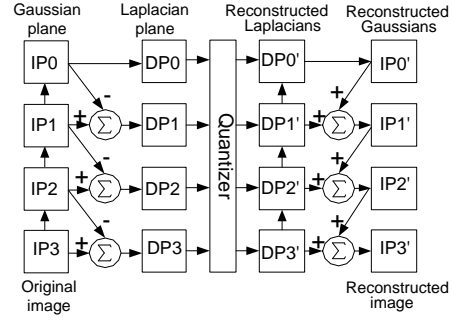 Gaussian plane
Laplacian plane
Reconstructed Laplacians
Reconstructed Gaussians
IP0
DP0
DP0'
IP0'
-
+
IP1
Σ
DP1
DP1'
+
+
Σ
IP1'
-
+
IP2
Σ
DP2
DP2'
+
+
Σ
IP2'
-
+
IP3
Σ
DP3
DP3'
+
+
Σ
IP3'
Quantizer
Original image
Reconstructed image